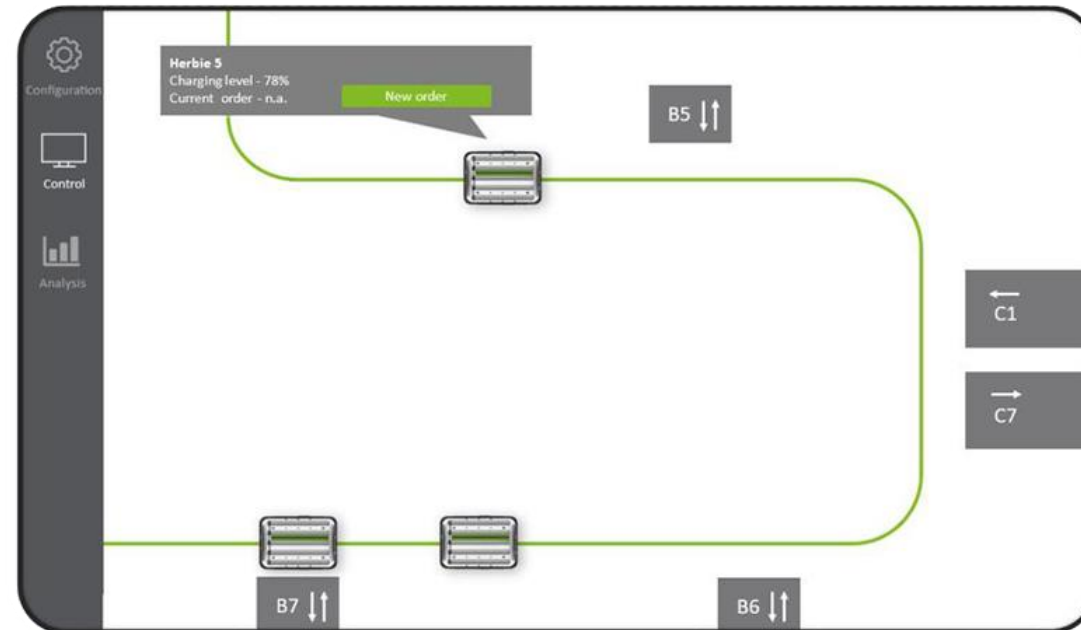 Configuration
Control
Analysis
Herbie 5
Charging level - 78%
Current order - n.a.
New order
B5
C1
C7
B7
B6